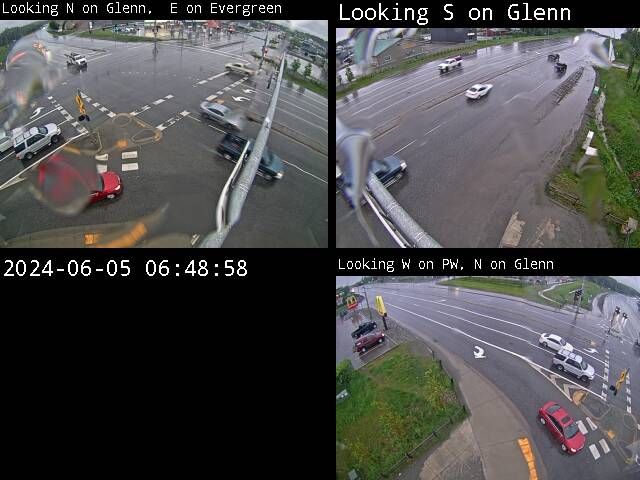 Looking N on Glenn,  E on Evergreen
Looking S on Glenn
2024-06-05 06:48:58
Looking W on PW, N on Glenn